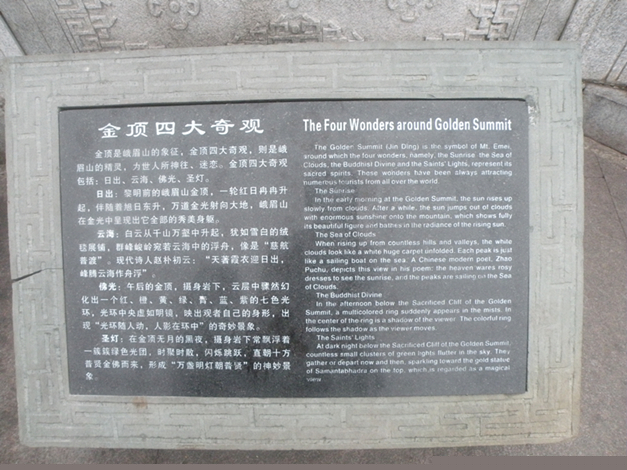 金顶四大奇观
金顶是峨眉山的象征，金顶四大奇观，则是峨
眉山的精灵，为世人所神往、迷恋。金顶四大奇观
包括：日出、云海、佛光、圣灯。
日出：黎明前的峨眉山金顶，一轮红日冉冉升
起，伴随着旭日东升，万道金光射向大地，峨眉山
在金光中呈现出它全部的秀美身躯。
云海：白云从千山万壑中升起，犹如雪白的绒
毯展铺，群峰峻岭宛若云海中的浮舟，像是“慈航
普渡”。现代诗人赵朴初云：“天著霞衣迎日出，
峰腾云海作舟浮”。
佛光：午后的金顶，摄身岩下，云层中骤然幻
化出一个红、橙、黄、绿、青、蓝、紫的七色光
环，光环中央虚如明镜，映出观者自己的身形，出
现“光环随人动，人影在环中”的奇妙景象。
圣灯：在金顶无月的黑夜，摄身岩下常飘浮着
一簇簇绿色光团，时聚时散，闪烁跳跃，直朝十方
普贤金佛而来，形成“万盏明灯朝普贤”的神妙景
象。
The Four Wonders around Golden Summit
The Golden Summit (Jin Ding) is the symbol of Mt. Emei,
around which the four wonders, namely, the Sunrise, the Sea of
Clouds, the Buddhist Divine and the Saints' Lights, represent its
sacred spirits. These wonders have been always attracting
numerous tourists from all over the world.
The Sunrise
In the early morning at the Golden Summit, the sun rises up
slowly from clouds. After a while, the sun jumps out of clouds
with enormous sunshine onto the mountain, which shows fully
its beautiful figure and bathes in the radiance of the rising sun.
The Sea of Clouds
When rising up from countless hills and valleys, the white
clouds look like a white huge carpet unfolded. Each peak is just
like a sailing boat on the sea. A Chinese modern poet, Zhao
Puchu, depicts this view in his poem: the heaven wears rosy
dresses to see the sunrise, and the peaks are sailing on the Sea
of Clouds.
The Buddhist Divine
In the afternoon below the Sacrificed Cliff of the Golden
Summit, a multicolored ring suddenly appears in the mists. In
the center of the ring is a shadow of the viewer. The colorful ring
follows the shadow as the viewer moves.
The Saints' Lights
At dark night below the Sacrificed Cliff of the Golden Summit,
countless small clusters of green lights flutter in the sky. They
gather or depart now and then, sparkling toward the gold statue
of Samantabhadra on the top, which is regarded as a magical
view.